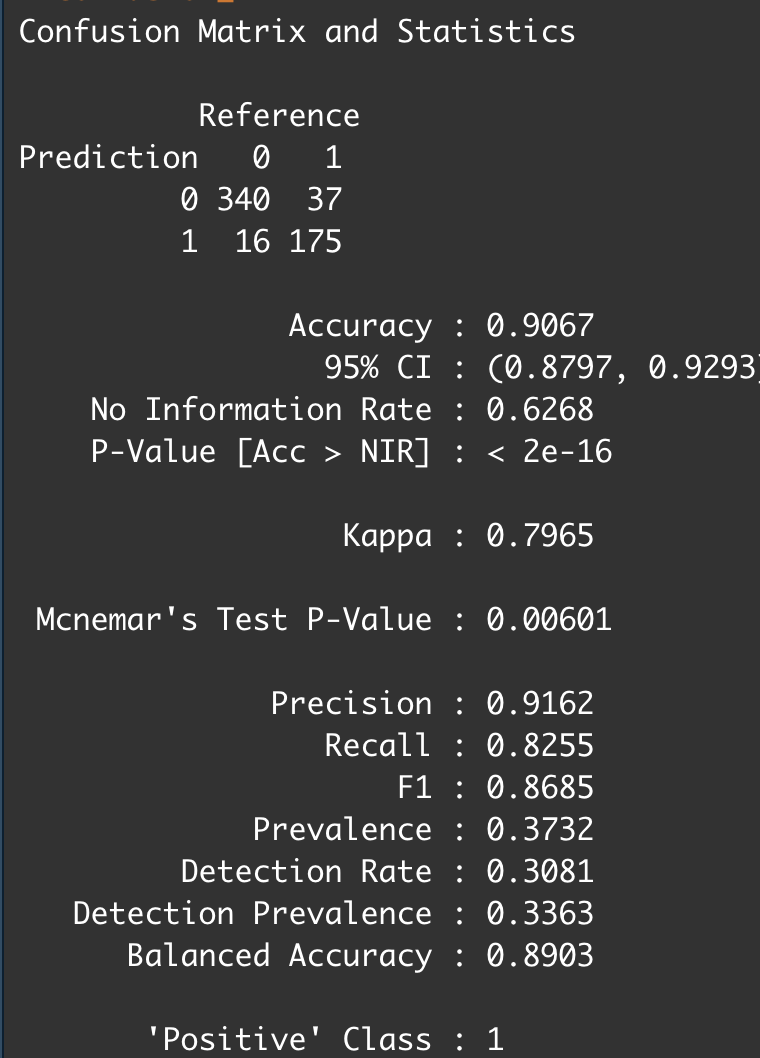 Confusion Matrix and Statistics
Reference
Prediction 0 1
0 340 37
1 16 175
Accuracy : 0.9067
95% CI : (0.8797, 0.9293)
No Information Rate : 0.6268
P-Value [Acc > NIR] : < 2e-16
Kappa : 0.7965
Mcnemar's Test P-Value : 0.00601
Precision : 0.9162
Recall : 0.8255
F1 : 0.8685
Prevalence : 0.3732
Detection Rate : 0.3081
Detection Prevalence : 0.3363
Balanced Accuracy : 0.8903
'Positive' Class : 1